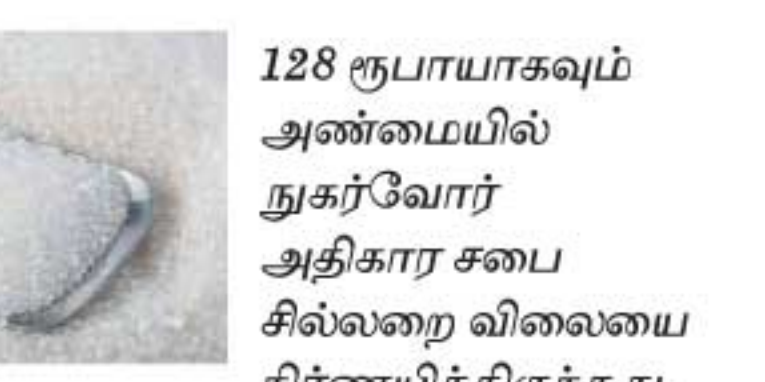 128 ரூபாயாகவும்
அண்மையில்
நுகர்வோர்
அதிகார சபை
சில்லறை விலையை